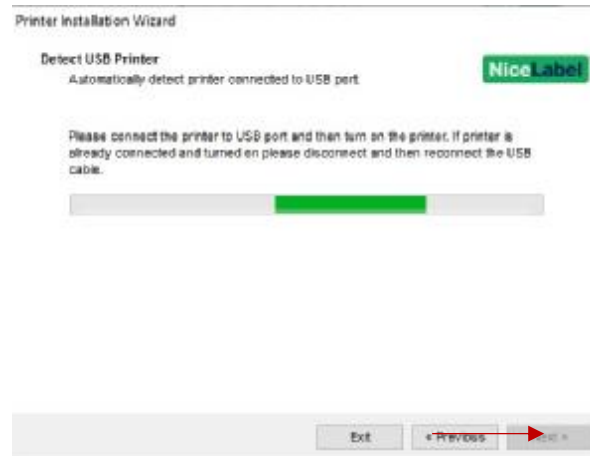 Printer Installation Wizard
Detect USB Printer
Automatically detect printer connected to USB port
NiceLabel
Please connect the printer to USB port and then turn on the printer. If printer is
already connected and turned on please disconnect and then reconnect the USB
cable.
Exit
< Previous
Next >